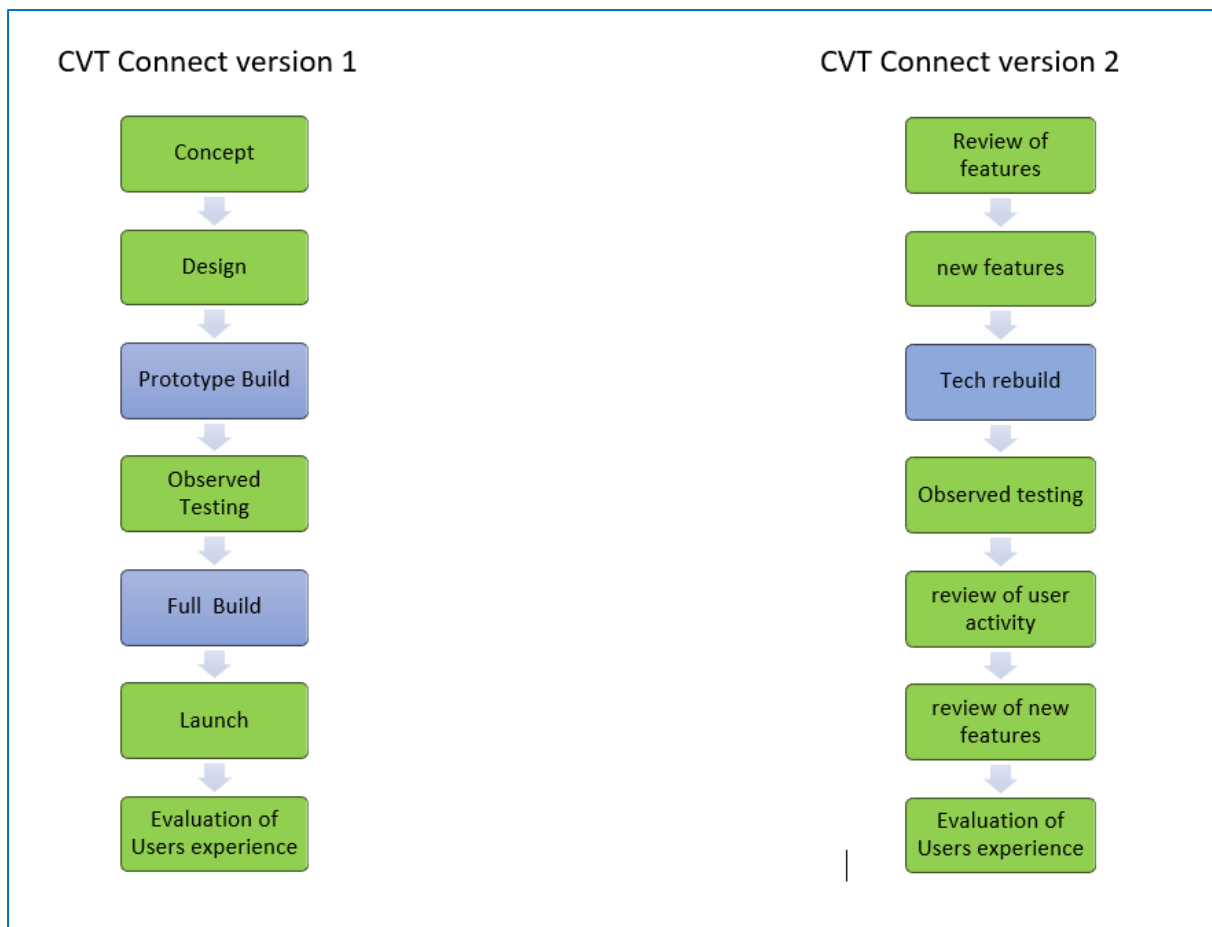 CVT Connect version 1
Concept
Design
Prototype Build
Observed
Testing
Full Build
Launch
Evaluation of
Users experience
CVT Connect version 2
Review of
features
new features
Tech rebuild
Observed testing
review of user
activity
review of new
features
Evaluation of
Users experience